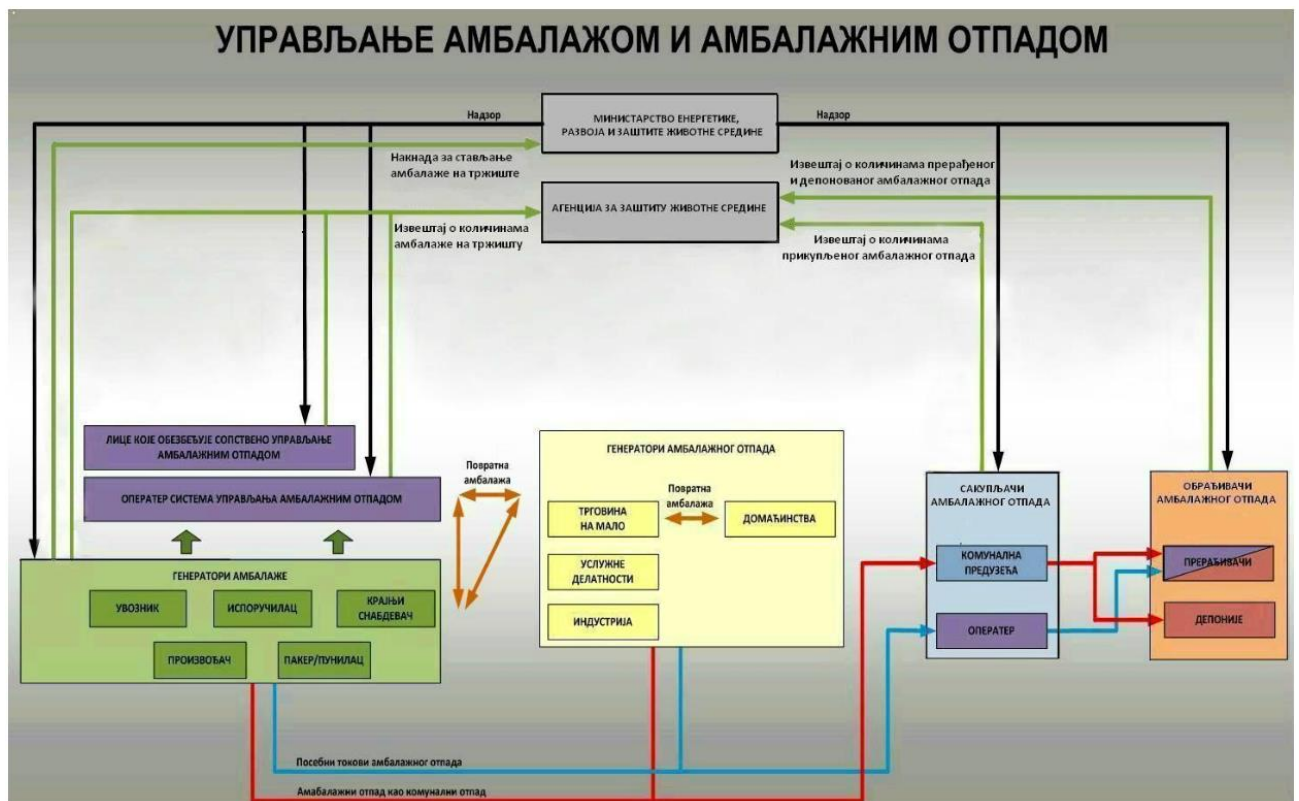 УПРАВЉАЊЕ АМБАЛАЖОМ И АМБАЛАЖНИМ ОТПАДОМ
Надзор
МИНИСТАРСТВО ЕНЕРГЕТИКЕ,
РАЗВОЈА И ЗАШТИТЕ ЖИВОТНЕ СРЕДИНЕ
Надзор
Накнада за стављање
амбалаже на тржиште
Извештај о количинама прерађеног
и депонованог амбалажног отпада
АГЕНЦИЈА ЗА ЗАШТИТУ ЖИВОТНЕ СРЕДИНЕ
Извештај о количинама
амбалаже на тржишту
Извештај о количинама
прикупљеног амбалажног отпада
ЛИЦЕ КОЈЕ ОБЕЗБЕЂУЈЕ СОПСТВЕНО УПРАВЉАЊЕ
АМБАЛАЖНИМ ОТПАДОМ
ОПЕРАТЕР СИСТЕМА УПРАВЉАЊА АМБАЛАЖНИМ ОТПАДОМ
ГЕНЕРАТОРИ АМБАЛАЖЕ
УВОЗНИК
ИСПОРУЧИЛАЦ
КРАЈЊИ
СНАБДЕВАЧ
ПРОИЗВОЂАЧ
ПАКЕР/ПУНИЛАЦ
Повратна
амбалажа
ГЕНЕРАТОРИ АМБАЛАЖНОГ ОТПАДА
ТРГОВИНА
НА МАЛО
Повратна
амбалажа
ДОМАЋИНСТВА
УСЛУЖНЕ
ДЕЛАТНОСТИ
ИНДУСТРИЈА
САКУПЉАЧИ
АМБАЛАЖНОГ ОТПАДА
КОМУНАЛНА
ПРЕДУЗЕЋА
ОПЕРАТЕР
ОБРАЂИВАЧИ
АМБАЛАЖНОГ ОТПАДА
ПРЕРАЂИВАЧИ
ДЕПОНИЈЕ
Посебни токови амбалажног отпада
Амабалажни отпад као комунални отпад